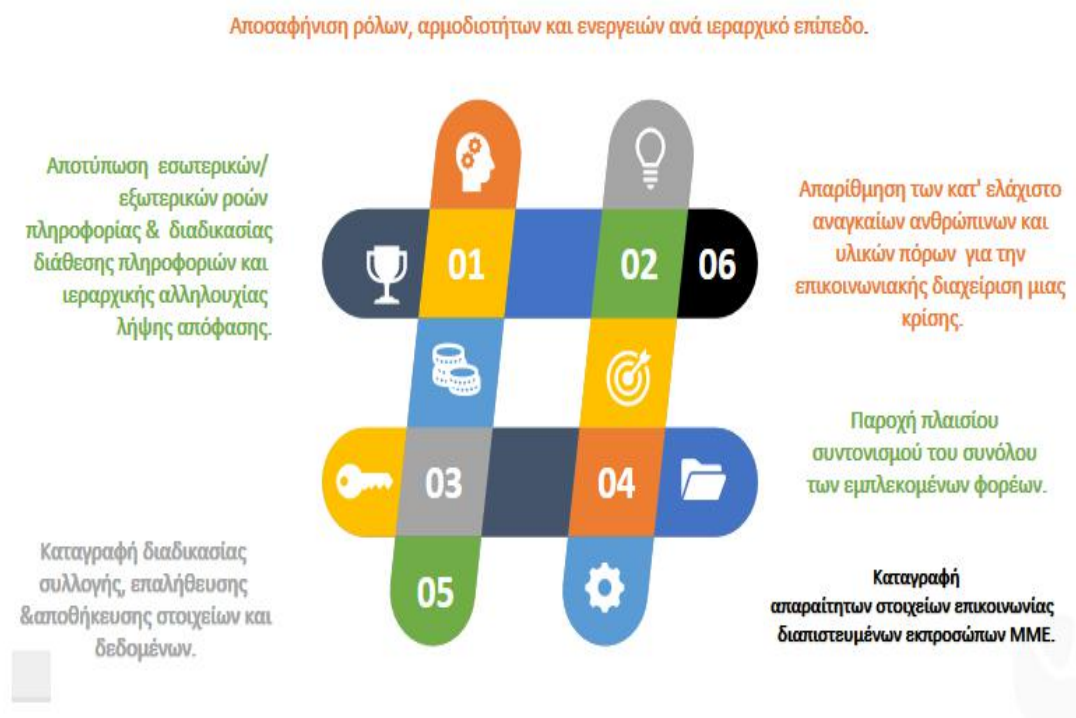 Αποσαφήνιση ρόλων, αρμοδιοτήτων και ενεργειών ανά ιεραρχικό επίπεδο.
Αποτύπωση εσωτερικών/
εξωτερικών ροών
πληροφορίας & διαδικασίας
διάθεσης πληροφοριών και
ιεραρχικής αλληλουχίας
λήψης απόφασης.
01
02
06
Απαρίθμηση των κατ' ελάχιστο
αναγκαίων ανθρώπινων και
υλικών πόρων για την
επικοινωνιακής διαχείριση μιας
κρίσης.
03
04
Παροχή πλαισίου
συντονισμού του συνόλου
των εμπλεκομένων φορέων.
Καταγραφή διαδικασίας
συλλογής, επαλήθευσης
&αποθήκευσης στοιχείων και
δεδομένων.
05
Καταγραφή
απαραίτητων στοιχείων επικοινωνίας
διαπιστευμένων εκπροσώπων ΜΜΕ.